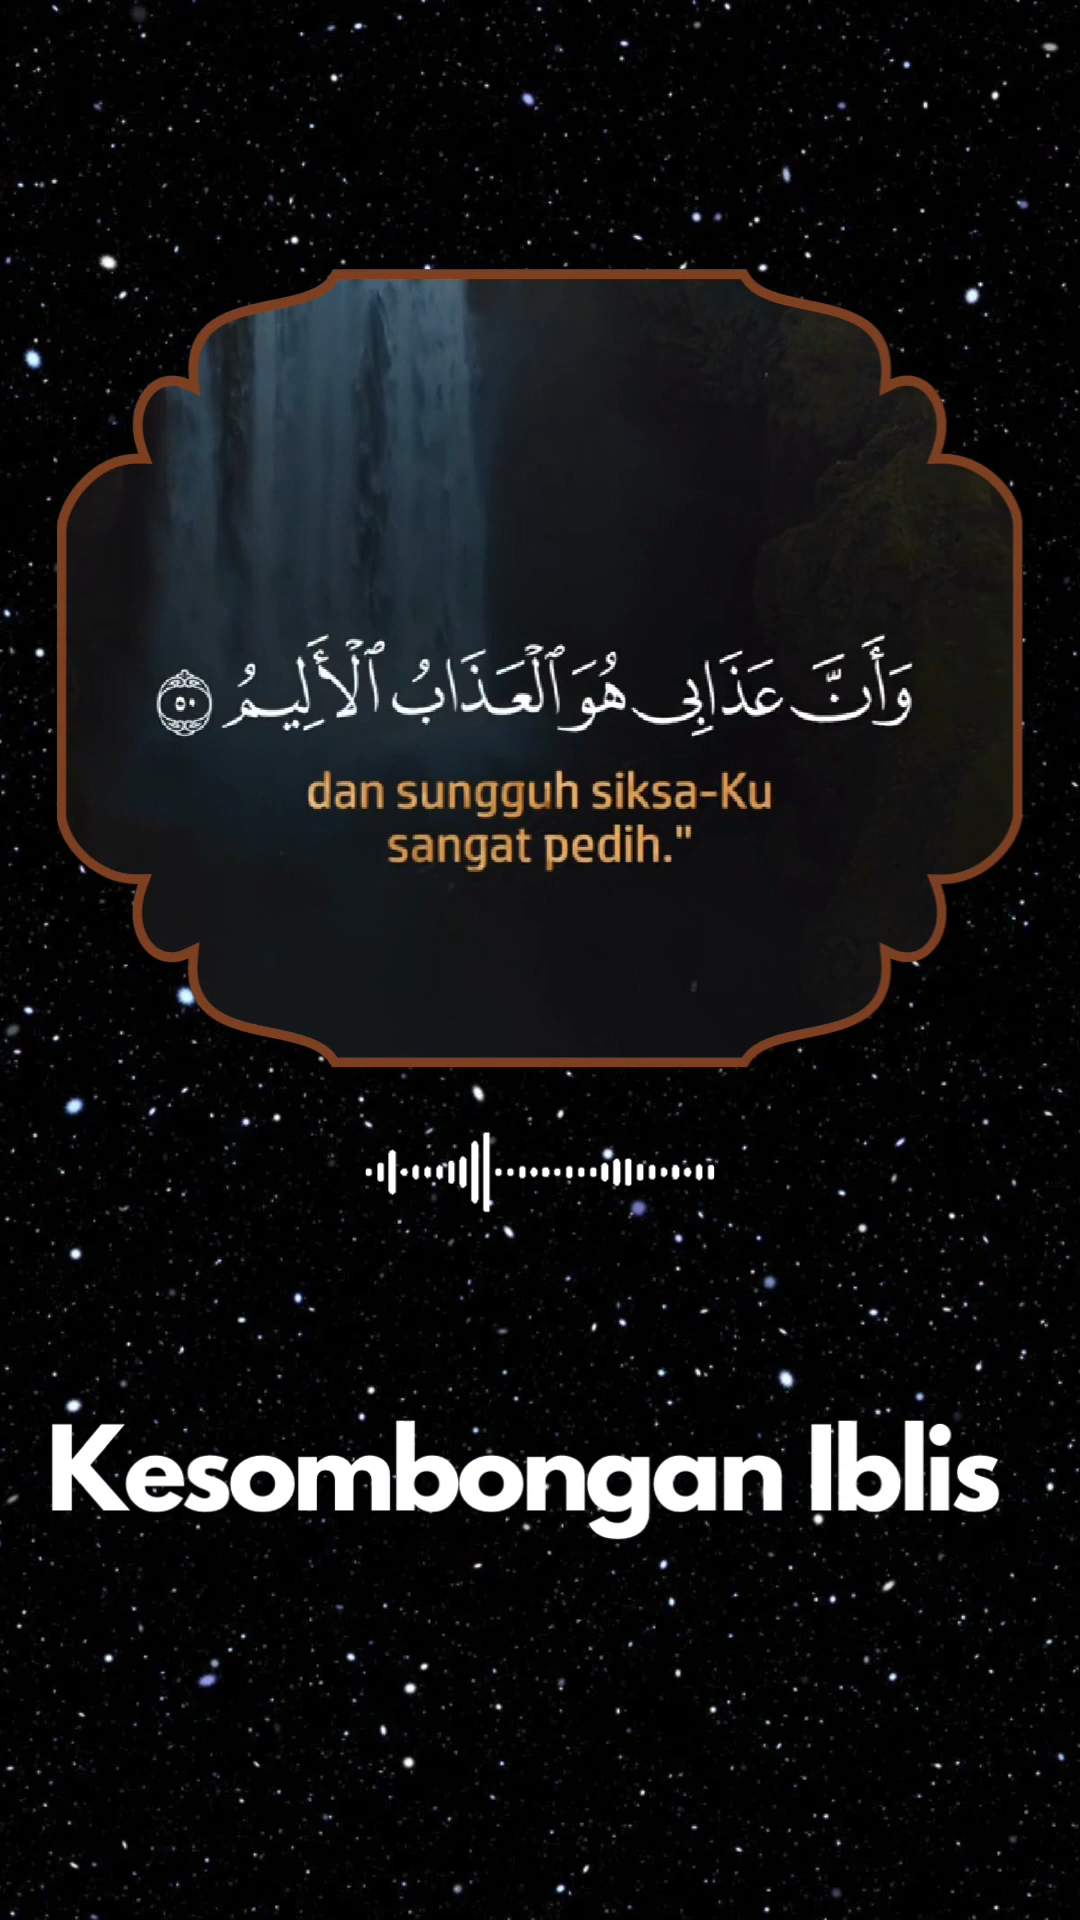 وَأَنَّ عَذَابِى هُوَ ٱلْعَذَابُ ٱلْأَلِيمُ ٥٠
dan sungguh siksa-Ku
sangat pedih."
Kesombongan Iblis